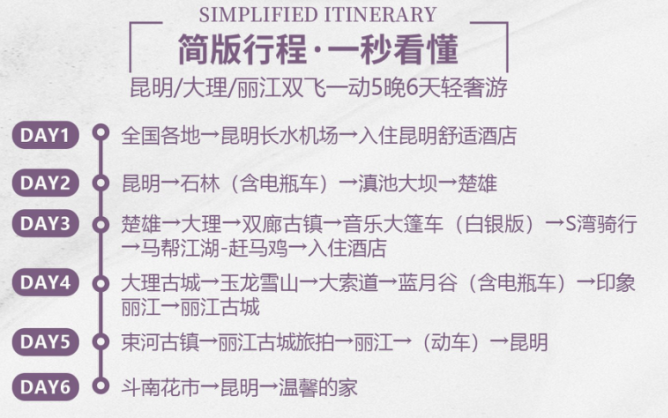 SIMPLIFIED ITINERARY
简版行程·一秒看懂
昆明/大理/丽江双飞一动5晚6天轻奢游
DAY1 全国各地→昆明长水机场→入住昆明舒适酒店
DAY2 昆明→石林（含电瓶车）→滇池大坝→楚雄
DAY3 楚雄→大理→双廊古镇→音乐大篷车（白银版）→S湾骑行
→马帮江湖-赶马鸡→入住酒店
DAY4 大理古城→玉龙雪山→大索道→蓝月谷（含电瓶车）→印象
丽江→丽江古城
DAY5 束河古镇→丽江古城旅拍→丽江→（动车）→昆明
DAY6 斗南花市→昆明→温馨的家